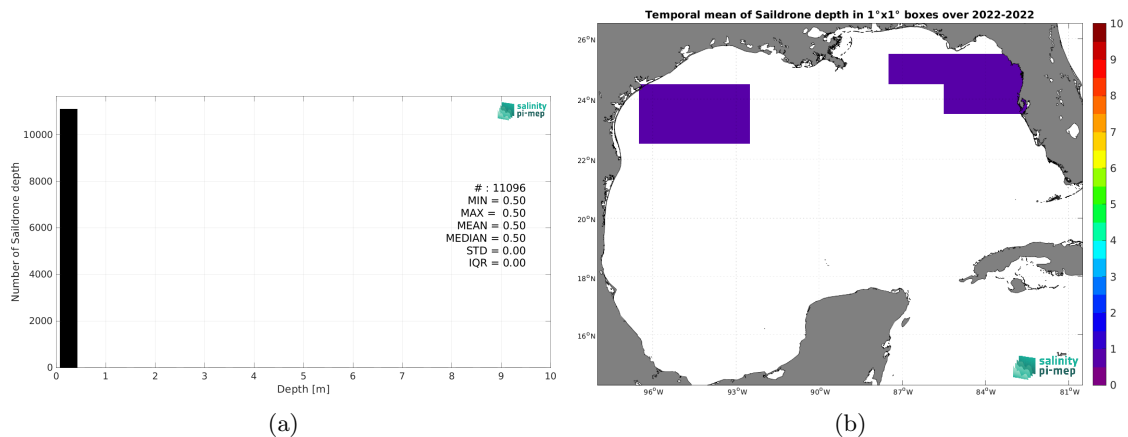 salinity
pi-mep
10000
8000
6000
4000
2000
0
Number of Saildrone depth
# : 11096
MIN = 0.50
MAX = 0.50
MEAN = 0.50
MEDIAN = 0.50
STD = 0.00
IQR = 0.00
0 1 2 3 4 5 6 7 8 9 10
Depth [m]
(a)
Temporal mean of Saildrone depth in 1°x1° boxes over 2022-2022
26°N
24°N
22°N
20°N
18°N
16°N
96°W 93°W 90°W 87°W 84°W 81°W
salinity
pi-mep
10
9
8
7
6
5
4
3
2
1
0
(b)